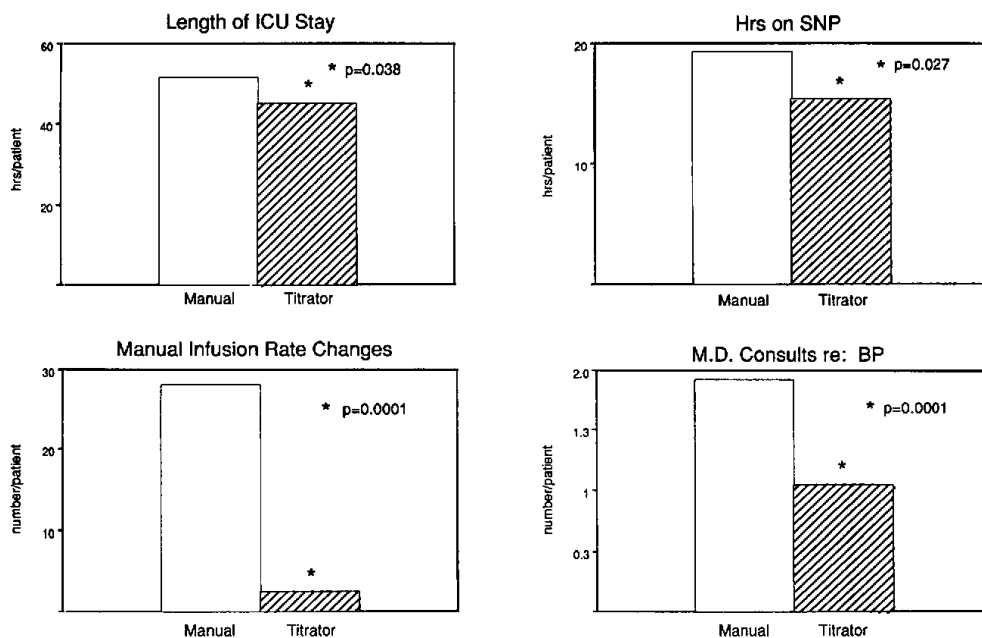 Length of ICU Stay
60
40
20
hrs/patient
* p=0.038
*
Manual Titrator
Hrs on SNP
20
10
hrs/patient
* p=0.027
*
Manual Titrator
Manual Infusion Rate Changes
30
20
10
number/patient
* p=0.0001
*
Manual Titrator
M.D. Consults re: BP
2.0
1.3
1
0.3
number/patient
* p=0.0001
*
Manual Titrator